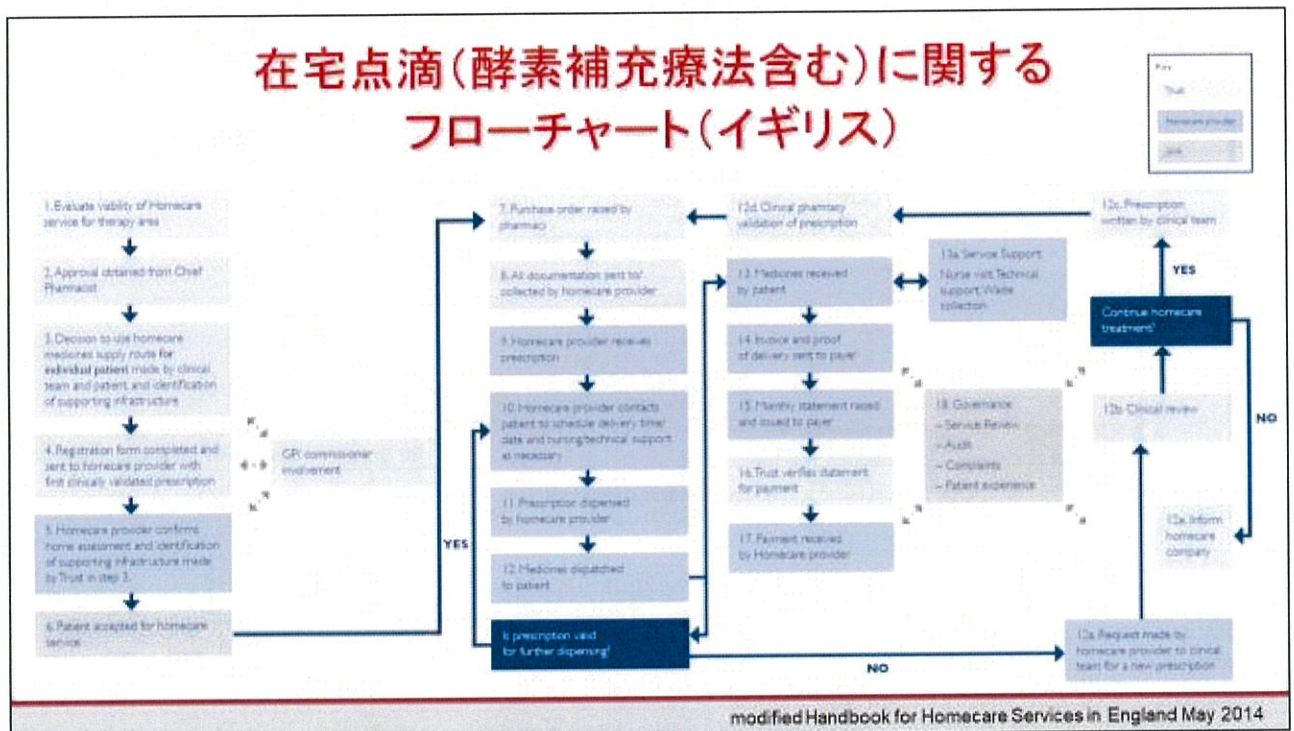 在宅点滴(酵素補充療法含む)に関する
フローチャート(イギリス)
Key
Trust
Homecare provider
1. Evaluate viability of Homecare
service for therapy area
2. Approval obtained from Chief
Pharmacist
3. Decision to use homecare
medicines supply route for
individual patient made by clinical
team and patient, and identification
of supporting infrastructure
4. Registration form completed and
sent to homecare provider with
first clinically validated prescription
5. Homecare provider confirms
home assessment and identification
of supporting infrastructure made
by Trust in step 3.
6. Patient accepted for homecare
service
GP/ commissioner
involvement
7. Purchase order raised by
pharmacy
8. All documentation sent to/
collected by homecare provider
9. Homecare provider receives
prescription
10. Homecare provider contacts
patient to schedule delivery time/
date and nursing/technical support
as necessary
11. Prescription dispensed
by homecare provider
12. Medicines dispatched
to patient
YES
Is prescription valid
for further dispensing?
NO
12d. Clinical pharmacy
validation of prescription
13. Medicines received
by patient
13a. Service Support:
Nurse visit. Technical
support. Waste
collection
14. Invoice and proof
of delivery sent to payer
15. Monthly statement raised
and issued to payer
16. Trust verifies statement
for payment
17. Payment received
by Homecare provider
18. Governance
– Service Review
– Audit
– Complaints
– Patient experience
12c. Prescription
written by clinical team
YES
Continue homecare
treatment?
NO
12b. Clinical review
12e. Inform
homecare
company
12a. Request made by
homecare provider to clinical
team for a new prescription
modified Handbook for Homecare Services in England May 2014